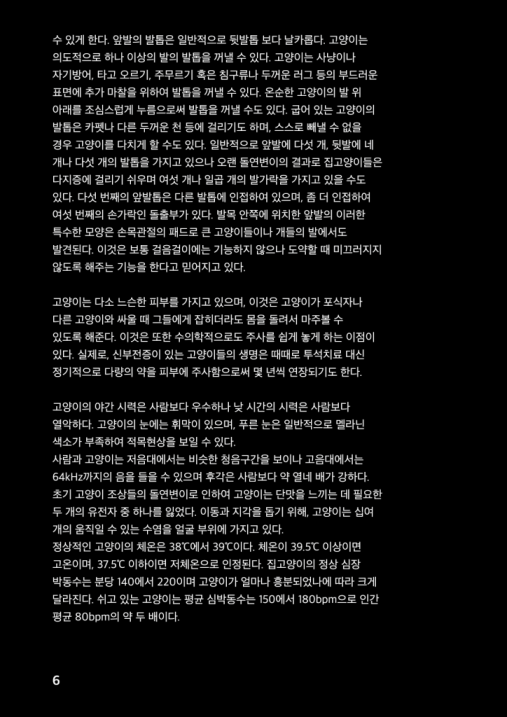 수 있게 한다. 앞발의 발톱은 일반적으로 뒷발톱 보다 날카롭다. 고양이는
의도적으로 하나 이상의 발의 발톱을 꺼낼 수 있다. 고양이는 사냥이나
자기방어, 타고 오르기, 주무르기 혹은 침구류나 두꺼운 러그 등의 부드러운
표면에 추가 마찰을 위하여 발톱을 꺼낼 수 있다. 온순한 고양이의 발 위
아래를 조심스럽게 누름으로써 발톱을 꺼낼 수도 있다. 굽어 있는 고양이의
발톱은 카펫나 다른 두꺼운 천 등에 걸리기도 하며, 스스로 빼낼 수 없을
경우 고양이를 다치게 할 수도 있다. 일반적으로 앞발에 다섯 개, 뒷발에 네
개나 다섯 개의 발톱을 가지고 있으나 오랜 돌연변이의 결과로 집고양이들은
다지증에 걸리기 쉬우며 여섯 개나 일곱 개의 발가락을 가지고 있을 수도
있다. 다섯 번째의 앞발톱은 다른 발톱에 인접하여 있으며, 좀 더 인접하여
여섯 번째의 손가락인 돌출부가 있다. 발목 안쪽에 위치한 앞발의 이러한
특수한 모양은 손목관절의 패드로 큰 고양이들이나 개들의 발에서도
발견된다. 이것은 보통 걸음걸이에는 기능하지 않으나 도약할 때 미끄러지지
않도록 해주는 기능을 한다고 믿어지고 있다.
고양이는 다소 느슨한 피부를 가지고 있으며, 이것은 고양이가 포식자나
다른 고양이와 싸울 때 그들에게 잡히더라도 몸을 돌려서 마주볼 수
있도록 해준다. 이것은 또한 수의학적으로도 주사를 쉽게 놓게 하는 이점이
있다. 실제로, 신부전증이 있는 고양이들의 생명은 때때로 투석치료 대신
정기적으로 다량의 약을 피부에 주사함으로써 몇 년씩 연장되기도 한다.
고양이의 야간 시력은 사람보다 우수하나 낮 시간의 시력은 사람보다
열악하다. 고양이의 눈에는 휘막이 있으며, 푸른 눈은 일반적으로 멜라닌
색소가 부족하여 적목현상을 보일 수 있다.
사람과 고양이는 저음대에서는 비슷한 청음구간을 보이나 고음대에서는
64kHz까지의 음을 들을 수 있으며 후각은 사람보다 약 열네 배가 강하다.
초기 고양이 조상들의 돌연변이로 인하여 고양이는 단맛을 느끼는 데 필요한
두 개의 유전자 중 하나를 잃었다. 이동과 지각을 돕기 위해, 고양이는 십여
개의 움직일 수 있는 수염을 얼굴 부위에 가지고 있다.
정상적인 고양이의 체온은 38℃에서 39℃이다. 체온이 39.5℃ 이상이면
고온이며, 37.5℃ 이하이면 저체온으로 인정된다. 집고양이의 정상 심장
박동수는 분당 140에서 220이며 고양이가 얼마나 흥분되었나에 따라 크게
달라진다. 쉬고 있는 고양이는 평균 심박동수는 150에서 180bpm으로 인간
평균 80bpm의 약 두 배이다.
6